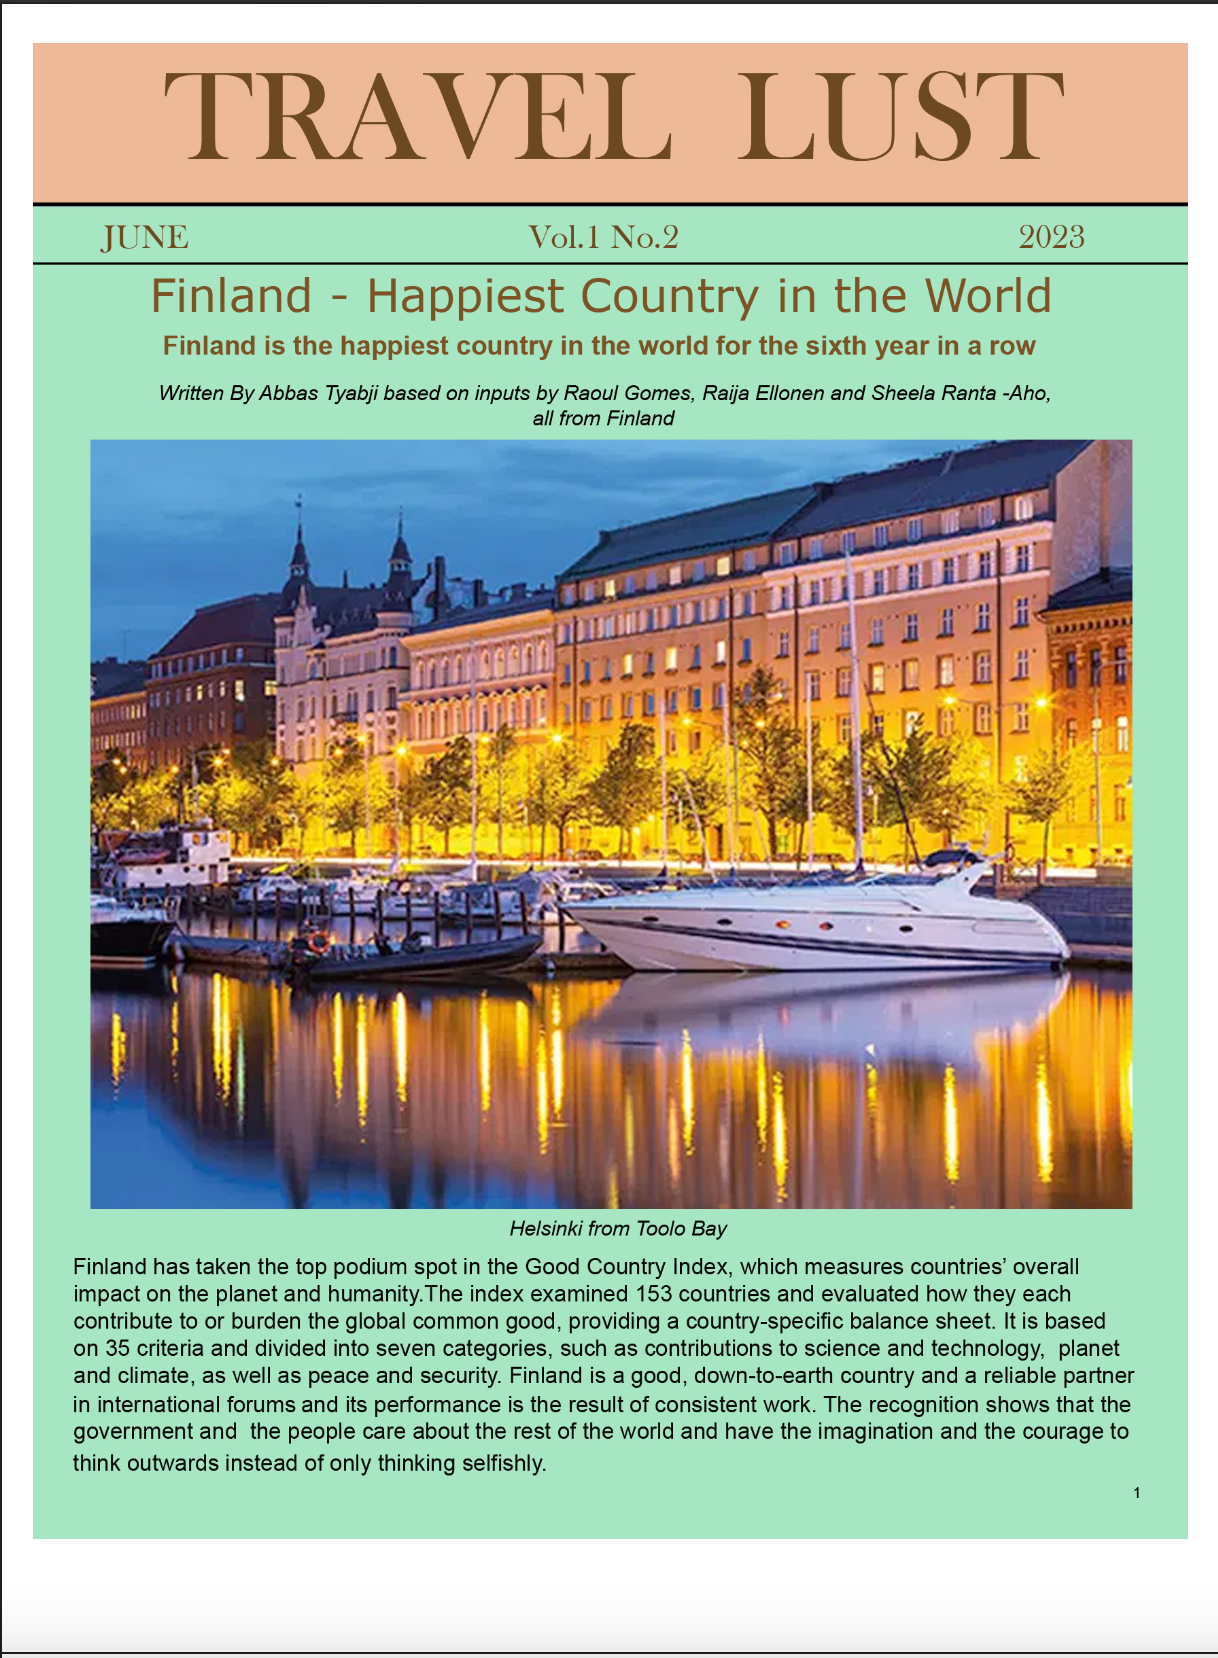 TRAVEL LUST
JUNE Vol.1 No.2 2023
Finland - Happiest Country in the World
Finland is the happiest country in the world for the sixth year in a row
Written By Abbas Tyabji based on inputs by Raoul Gomes, Raija Ellonen and Sheela Ranta -Aho,
all from Finland
Helsinki from Toolo Bay
Finland has taken the top podium spot in the Good Country Index, which measures countries’ overall
impact on the planet and humanity.The index examined 153 countries and evaluated how they each
contribute to or burden the global common good, providing a country-specific balance sheet. It is based
on 35 criteria and divided into seven categories, such as contributions to science and technology,  planet
and climate, as well as peace and security. Finland is a good, down-to-earth country and a reliable partner
in international forums and its performance is the result of consistent work. The recognition shows that the
government and  the people care about the rest of the world and have the imagination and the courage to
think outwards instead of only thinking selfishly.
1